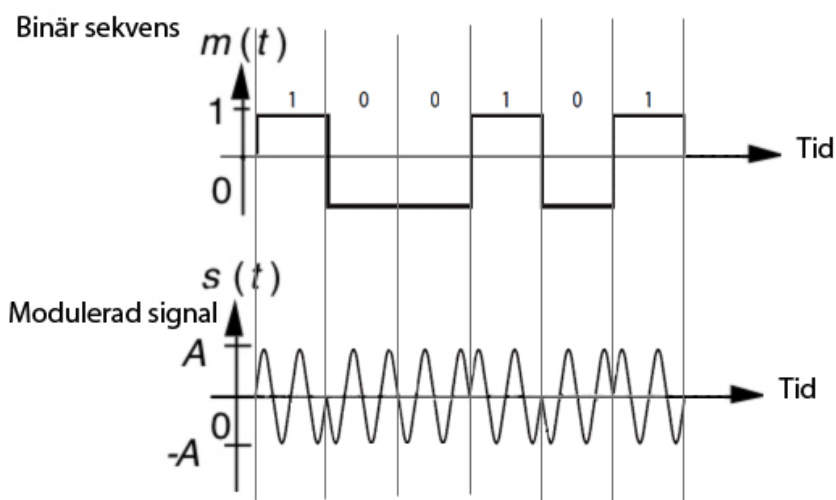 Binär sekvens
m(t)
1
1 0 0 1 0 1
Tid
0
s(t)
Modulerad signal
A
Tid
0
-A